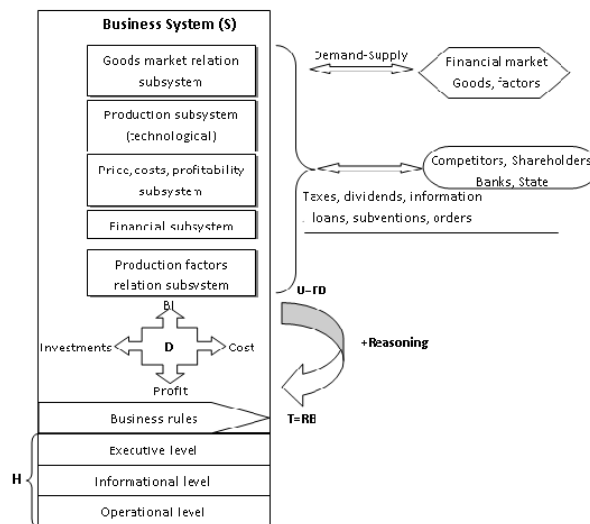 Business System (S)
Goods market relation
subsystem
Production subsystem
(technological)
Price, costs, profitability
subsystem
Financial subsystem
Production factors
relation subsystem
Demand-Supply
Financial market
Goods, factors
Competitors, Shareholders
Banks, State
Taxes, dividends, information
loans, subventions, orders
BI
Investments
D
Cost
Profit
+Reasoning
T=RB
Business rules
H
Executive level
Informational level
Operational level